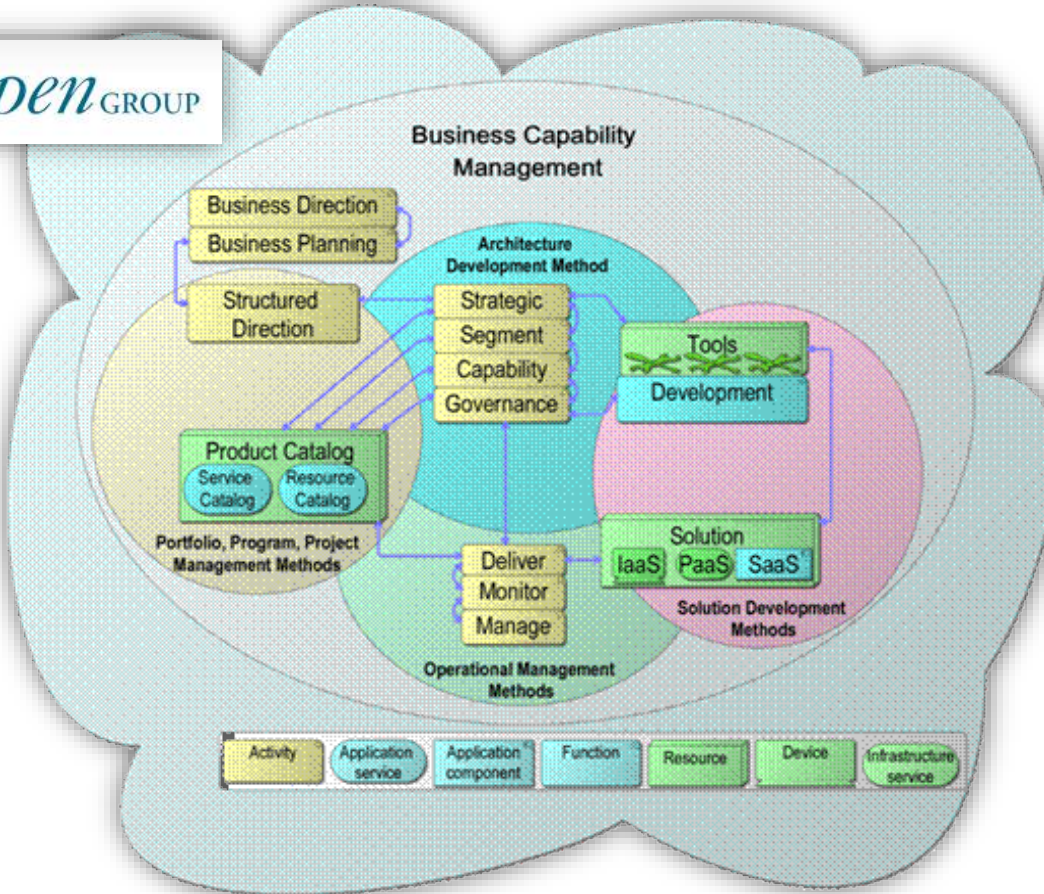 GROUP
Business Capability
Management
Business Direction
Business Planning
Architecture
Development Method
Structured
Direction
Strategic
Segment
Capability
Governance
Tools
Development
Product Catalog
Service
Catalog
Resource
Catalog
Portfolio, Program, Project
Management Methods
Deliver
Monitor
Manage
Solution
IaaS
PaaS
SaaS
Solution Development
Methods
Operational Management
Methods
Activity
Application
service
Application
component
Function
Resource
Device
Infrastructure
service